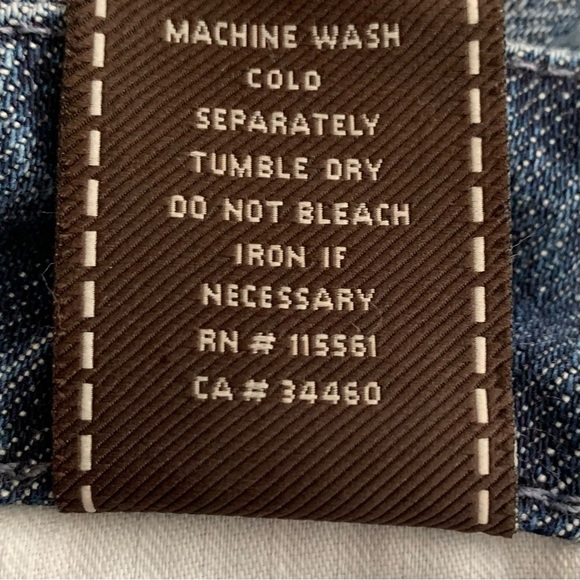 MACHINE WASH
COLD
SEPARATELY
TUMBLE DRY
DO NOT BLEACH
IRON IF
NECESSARY
RN # 115561
CA # 34460